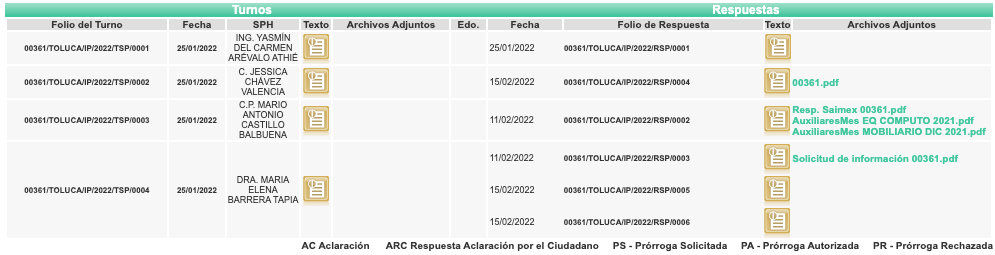 Turnos Respuestas
Folio del Turno Fecha SPH Texto Archivos Adjuntos Edo. Fecha Folio de Respuesta Texto Archivos Adjuntos
00361/TOLUCA/IP/2022/TSP/0001 25/01/2022 ING. YASMÍN
DEL CARMEN
ARÉVALO ATHIÉ
25/01/2022 00361/TOLUCA/IP/2022/RSP/0001
00361/TOLUCA/IP/2022/TSP/0002 25/01/2022 C. JESSICA
CHÁVEZ
VALENCIA
15/02/2022 00361/TOLUCA/IP/2022/RSP/0004 00361.pdf
00361/TOLUCA/IP/2022/TSP/0003 25/01/2022 C.P. MARIO
ANTONIO
CASTILLO
BALBUENA
11/02/2022 00361/TOLUCA/IP/2022/RSP/0002 Resp. Saimex 00361.pdf
AuxiliaresMes EQ COMPUTO 2021.pdf
AuxiliaresMes MOBILIARIO DIC 2021.pdf
00361/TOLUCA/IP/2022/TSP/0004 25/01/2022 DRA. MARIA
ELENA
BARRERA TAPIA
11/02/2022 00361/TOLUCA/IP/2022/RSP/0003 Solicitud de información 00361.pdf
15/02/2022 00361/TOLUCA/IP/2022/RSP/0005
15/02/2022 00361/TOLUCA/IP/2022/RSP/0006
AC Aclaración ARC Respuesta Aclaración por el Ciudadano PS - Prórroga Solicitada PA - Prórroga Autorizada PR - Prórroga Rechazada